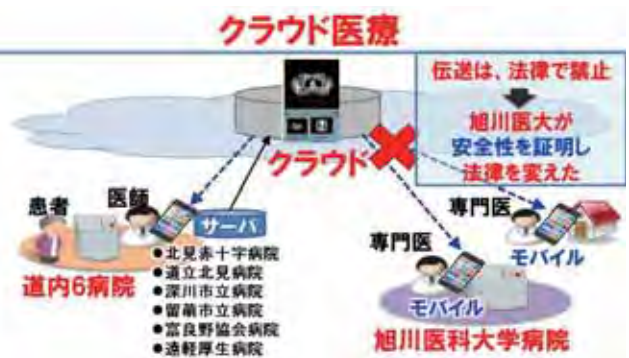 クラウド医療
伝送は、法律で禁止
旭川医大が
安全性を証明し
法律を変えた
クラウド
患者
医師
サーバ
道内6病院
●北見赤十字病院
●道立北見病院
●深川市立病院
●留萌市立病院
●富良野協会病院
●遠軽厚生病院
専門医
モバイル
専門医
モバイル
旭川医科大学病院